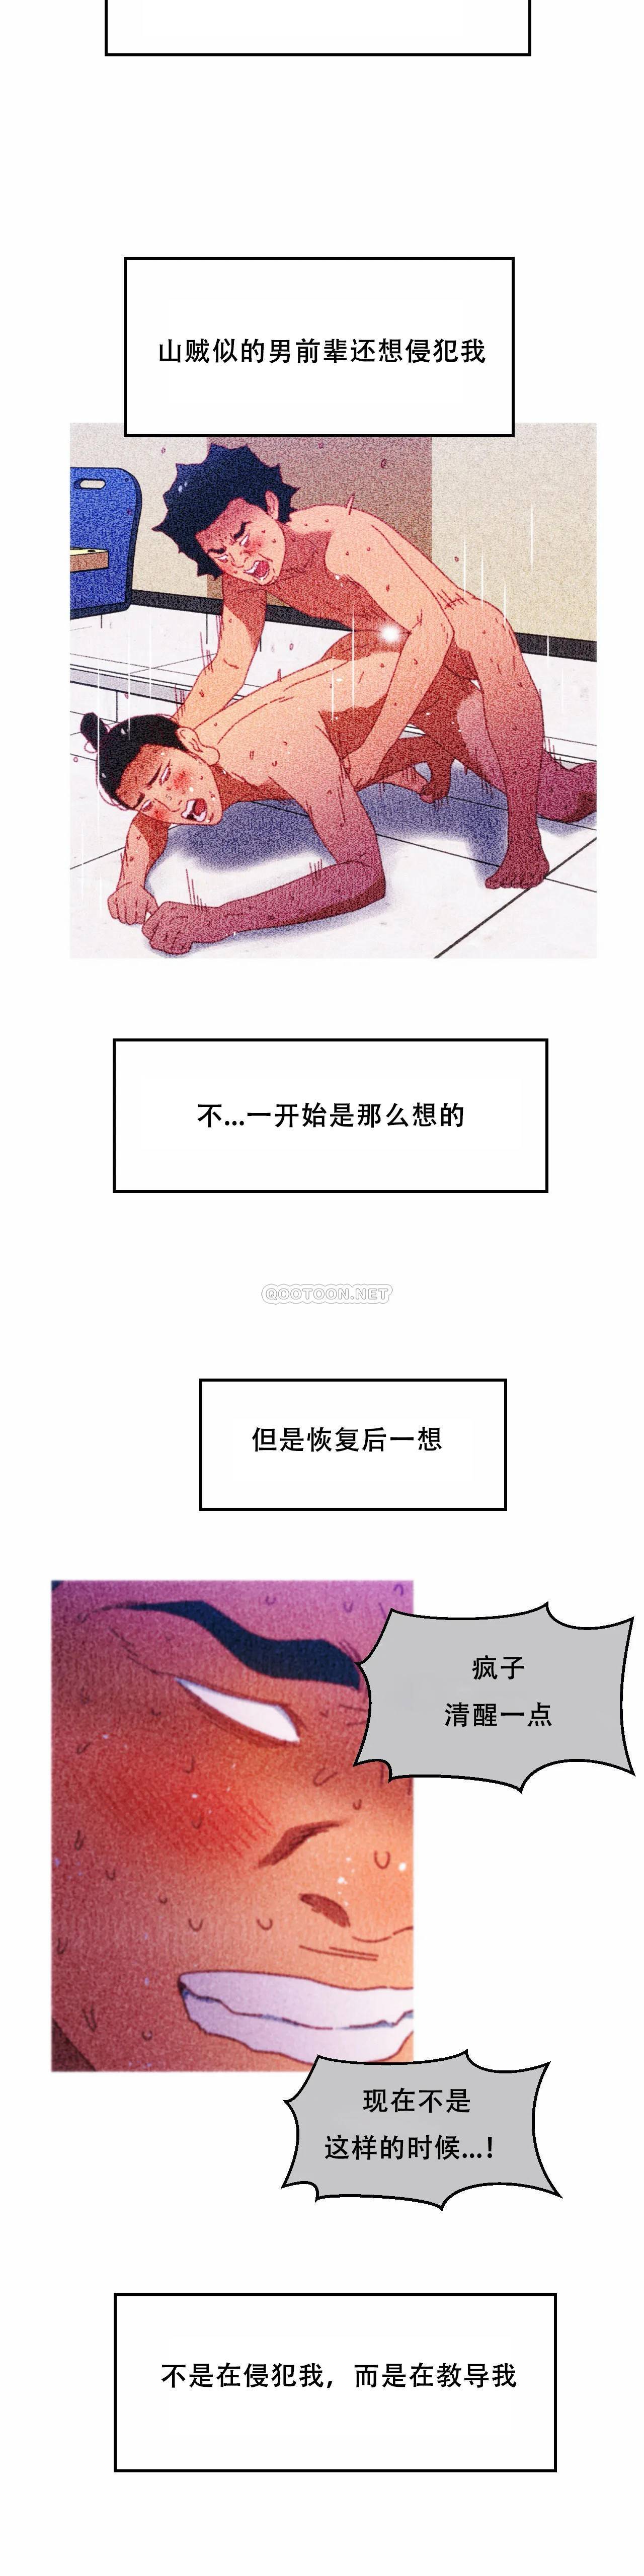 山贼似的男前辈还想侵犯我
不...一开始是那么想的
QOOTOON.NET
但是恢复后一想
疯子
清醒一点
现在不是
这样的时候...!
不是在侵犯我，而是在教导我